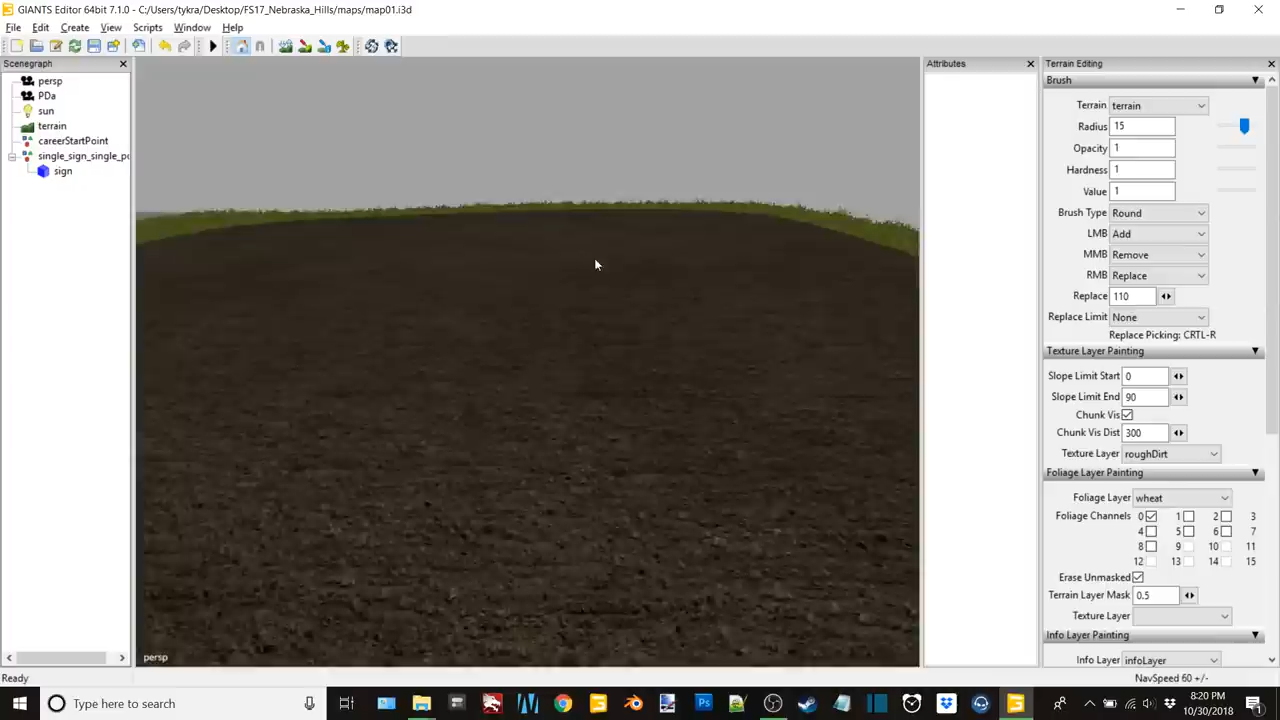 GIANTS Editor 64bit 7.1.0 - C:/Users/tykra/Desktop/FS17_Nebraska_Hills/maps/map01.i3d
File Edit Create View Scripts Window Help
Scenegraph
persp
PDa
sun
terrain
careerStartPoint
single_sign_single_po
sign
persp
Attributes
Terrain Editing
Brush
Terrain terrain
Radius 15
Opacity 1
Hardness 1
Value 1
Brush Type Round
LMB Add
MMB Remove
RMB Replace
Replace 110
Replace Limit None
Replace Picking: CRTL-R
Texture Layer Painting
Slope Limit Start 0
Slope Limit End 90
Chunk Vis
Chunk Vis Dist 300
Texture Layer roughDirt
Foliage Layer Painting
Foliage Layer wheat
Foliage Channels 0 1 2 3
4 5 6 7
8 9 10 11
12 13 14 15
Erase Unmasked
Terrain Layer Mask 0.5
Texture Layer
Info Layer Painting
Info Layer infoLayer
Ready
NavSpeed 60 +/-
Type here to search
8:20 PM
10/30/2018